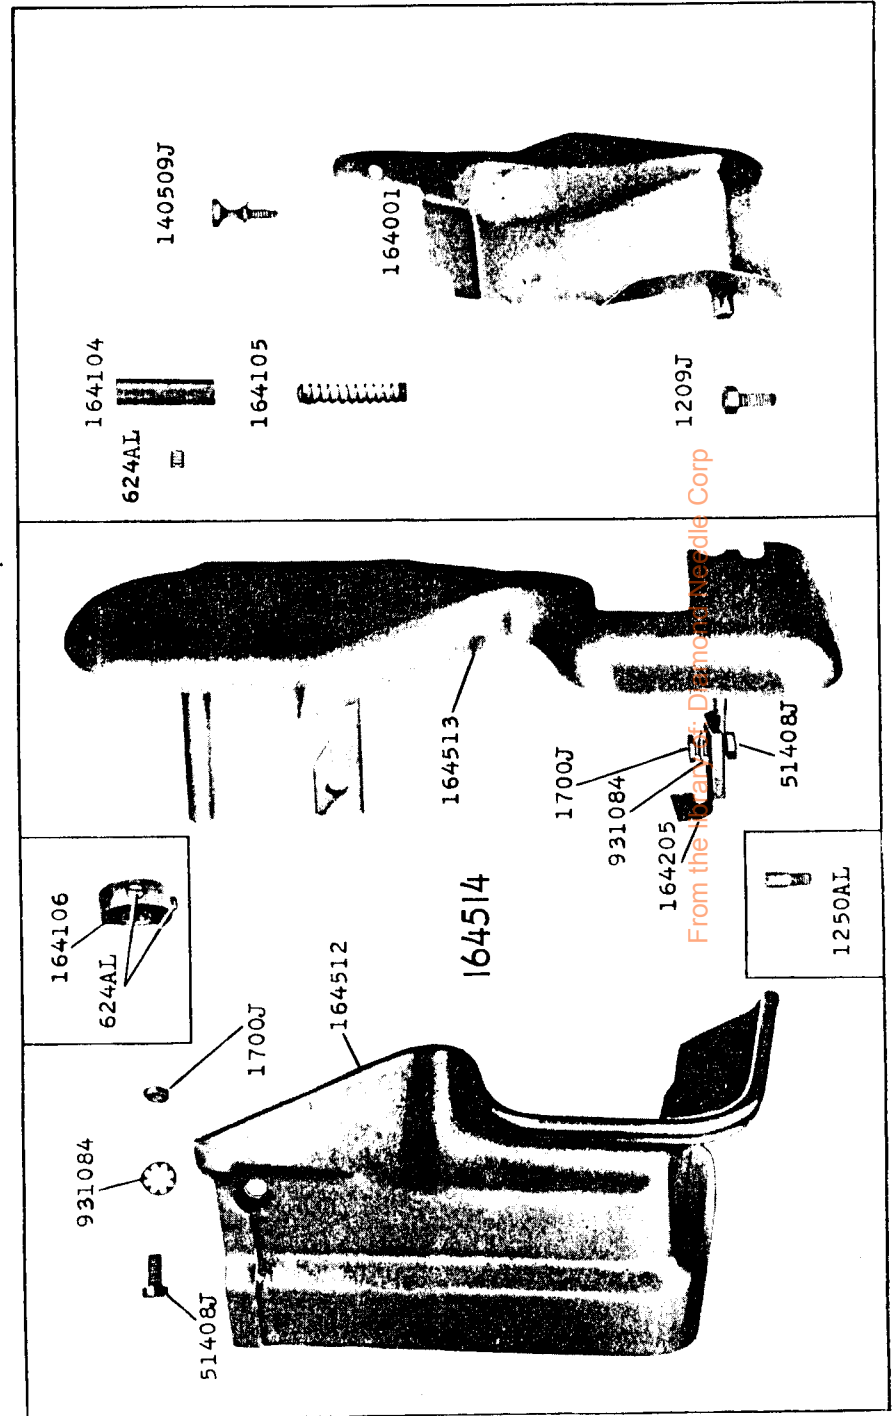 140509J
164001
164104
624AL
164105
1209J
164513
1700J
931084
164205
51408J
164106
624AL
164514
1250AL
1700J
164512
931084
51408J
From the library of: Diamond Needle Corp